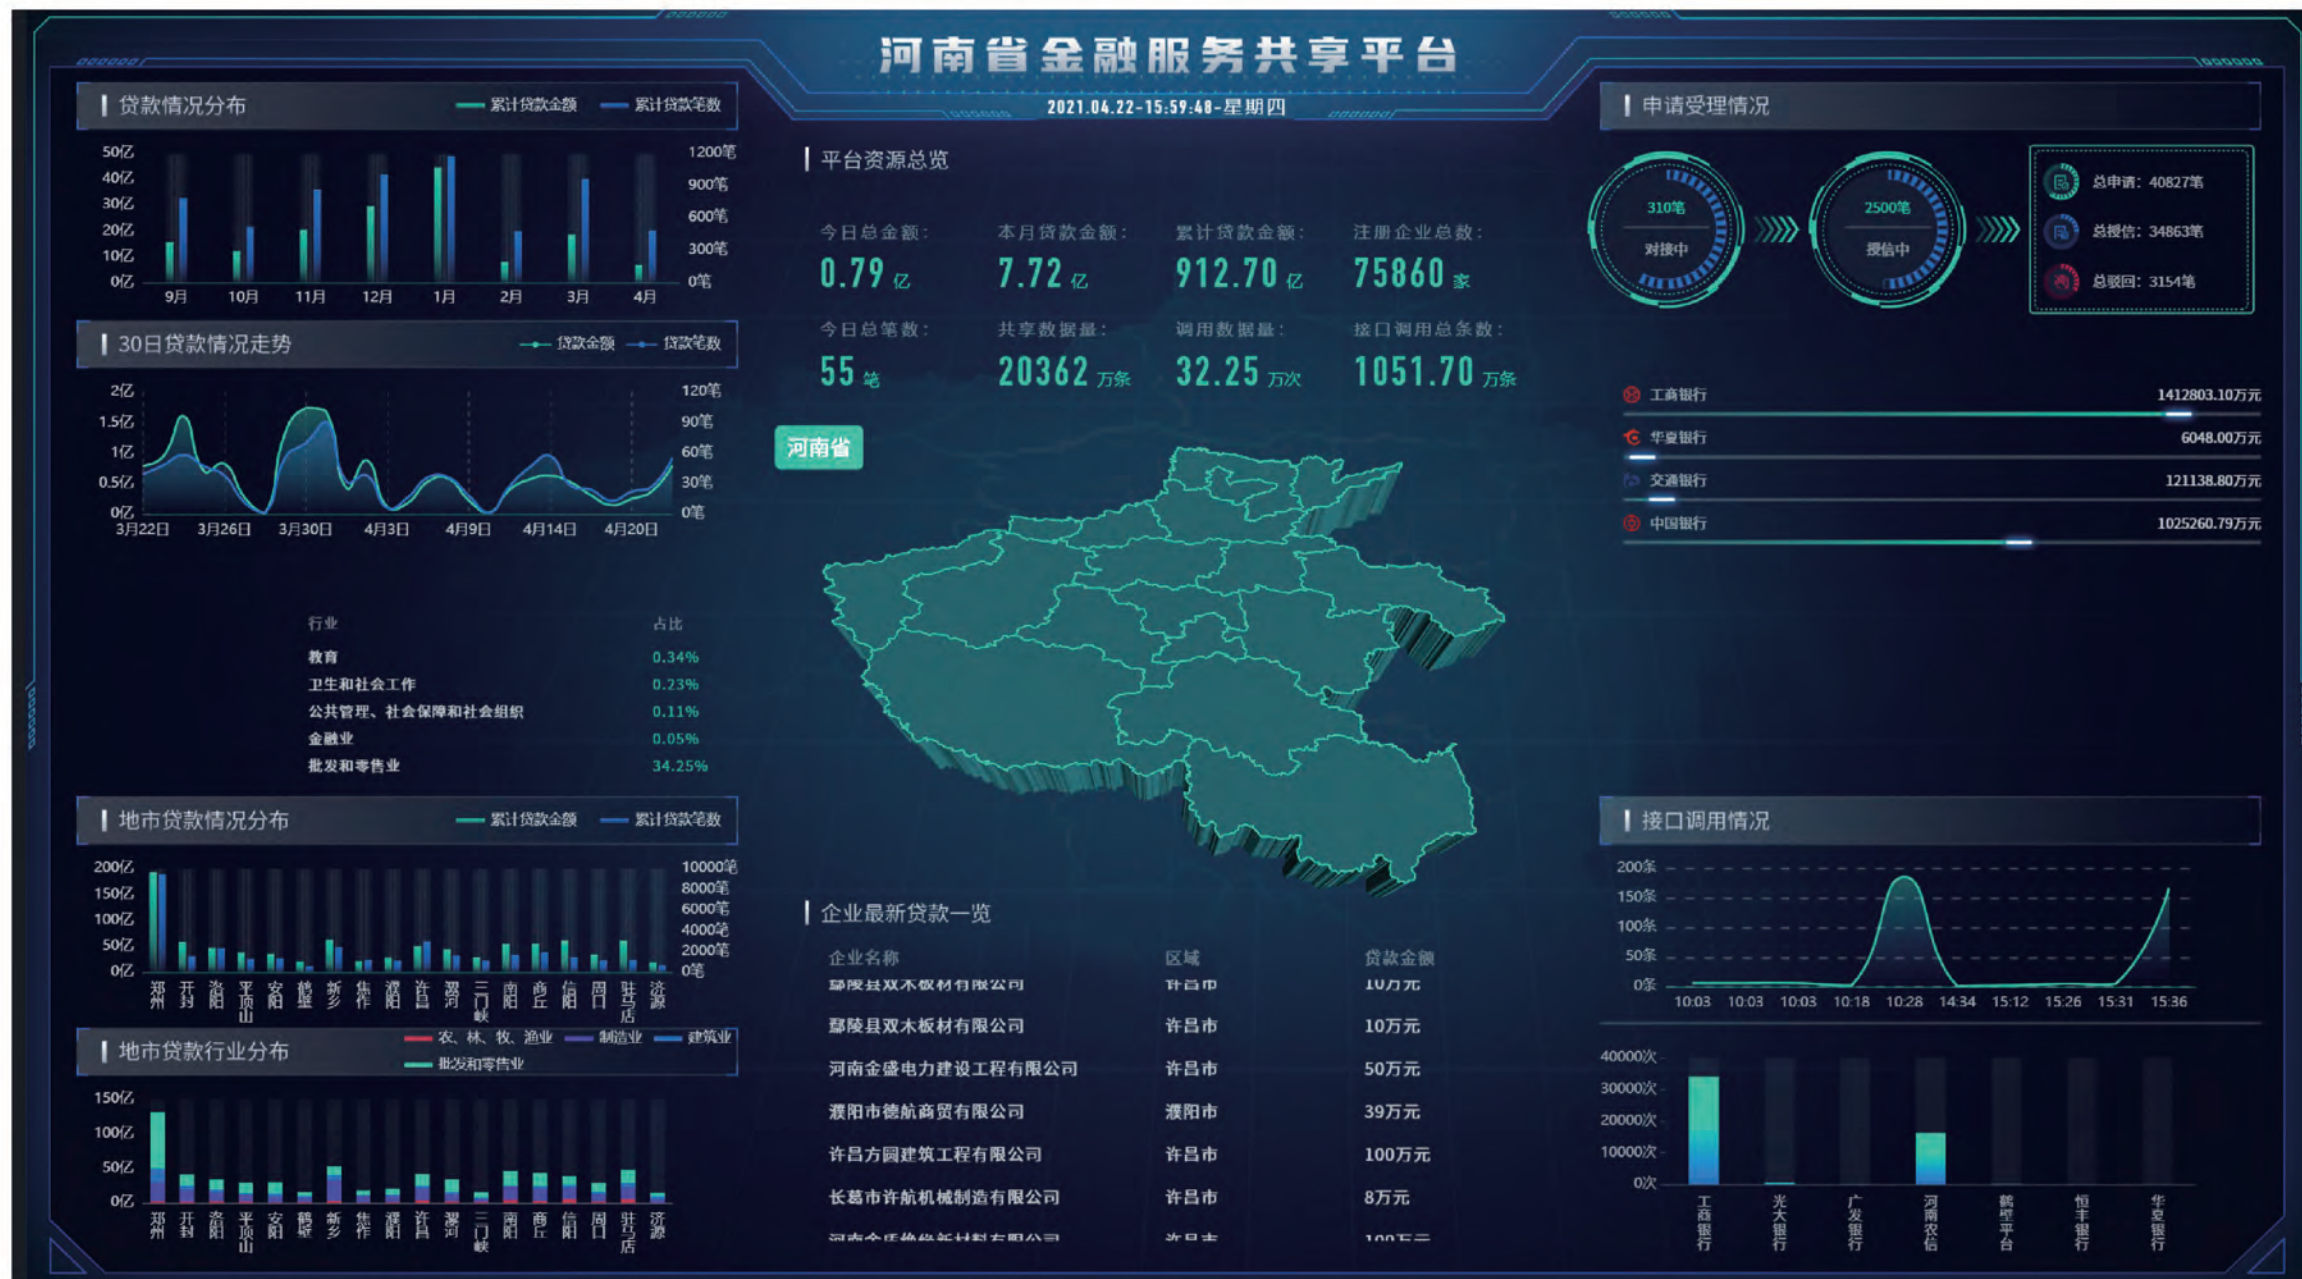 河南省金融服务共享平台
2021.04.22-15:59:48-星期四
贷款情况分布
累计贷款金额 累计贷款笔数
50亿
40亿
30亿
20亿
10亿
0亿
1200笔
900笔
600笔
300笔
0笔
9月 10月 11月 12月 1月 2月 3月 4月
30日贷款情况走势
贷款金额 贷款笔数
2亿
1.5亿
1亿
0.5亿
0亿
120笔
90笔
60笔
30笔
0笔
3月22日 3月26日 3月30日 4月3日 4月9日 4月14日 4月20日
行业 占比
教育 0.34%
卫生和社会工作 0.23%
公共管理、社会保障和社会组织 0.11%
金融业 0.05%
批发和零售业 34.25%
地市贷款情况分布
累计贷款金额 累计贷款笔数
200亿
150亿
100亿
50亿
0亿
10000笔
8000笔
6000笔
4000笔
2000笔
0笔
郑州 开封 洛阳 平顶山 安阳 鹤壁 新乡 焦作 濮阳 许昌 漯河 三门峡 南阳 商丘 信阳 周口 驻马店 济源
地市贷款行业分布
农、林、牧、渔业 制造业 建筑业
批发和零售业
150亿
100亿
50亿
0亿
郑州 开封 洛阳 平顶山 安阳 鹤壁 新乡 焦作 濮阳 许昌 漯河 三门峡 南阳 商丘 信阳 周口 驻马店 济源
平台资源总览
今日总金额: 本月贷款金额: 累计贷款金额: 注册企业总数:
0.79 亿 7.72 亿 912.70 亿 75860 家
今日总笔数: 共享数据量: 调用数据量: 接口调用总条数:
55 笔 20362 万条 32.25 万次 1051.70 万条
河南省
企业最新贷款一览
企业名称 区域 贷款金额
鄢陵县双木板材有限公司 许昌市 10万元
鄢陵县双木板材有限公司 许昌市 10万元
河南金盛电力建设工程有限公司 许昌市 50万元
濮阳市德航商贸有限公司 濮阳市 39万元
许昌方圆建筑工程有限公司 许昌市 100万元
长葛市许航机械制造有限公司 许昌市 8万元
许昌市 100万元
申请受理情况
310笔
对接中
2500笔
授信中
总申请: 40827笔
总授信: 34863笔
总驳回: 3154笔
工商银行 1412803.10万元
华夏银行 6048.00万元
交通银行 121138.80万元
中国银行 1025260.79万元
接口调用情况
200条
150条
100条
50条
0条
10:03 10:03 10:03 10:18 10:28 14:34 15:12 15:26 15:31 15:36
40000次
30000次
20000次
10000次
0次
工商银行 光大银行 广发银行 河南农信 鹤壁平台 恒丰银行 华夏银行